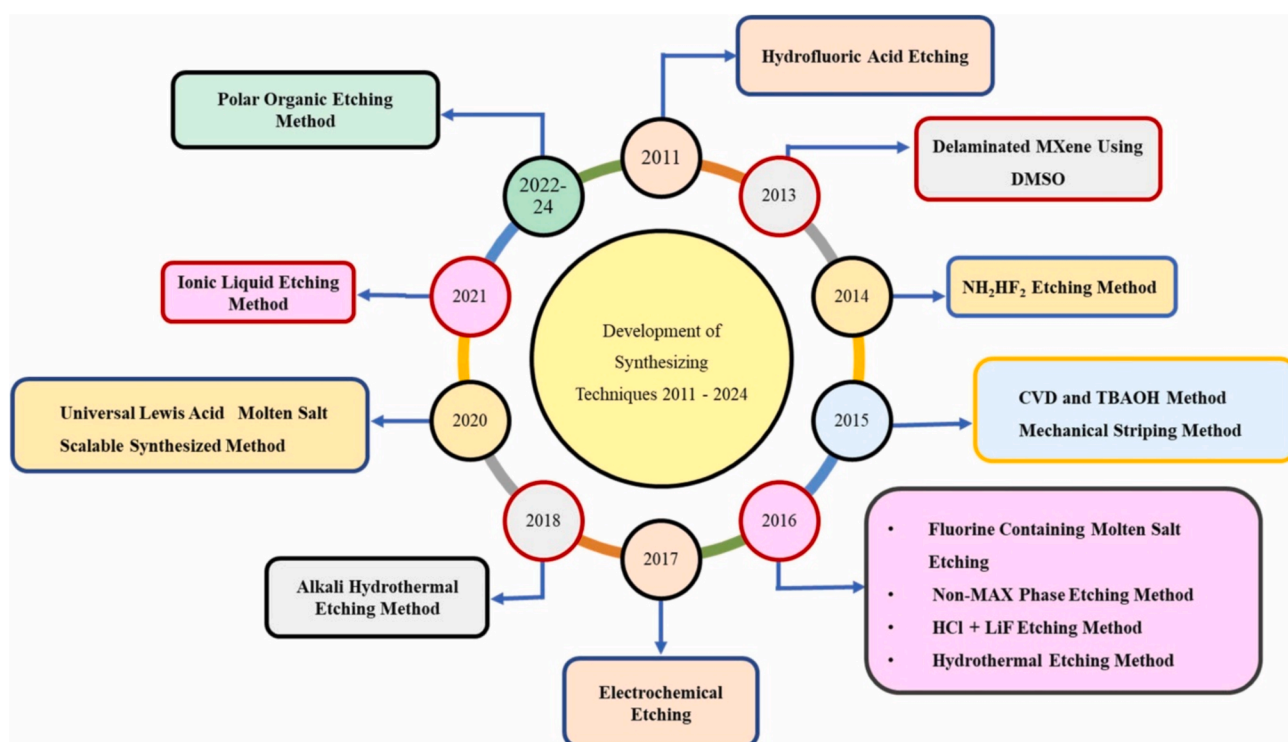 Hydrofluoric Acid Etching
2011
Delaminated MXene Using
DMSO
2013
NH₂HF₂ Etching Method
2014
CVD and TBAOH Method
Mechanical Striping Method
2015
• Fluorine Containing Molten Salt
Etching
• Non-MAX Phase Etching Method
• HCl + LiF Etching Method
• Hydrothermal Etching Method
2016
2017
Electrochemical
Etching
2018
Alkali Hydrothermal
Etching Method
2020
Universal Lewis Acid Molten Salt
Scalable Synthesized Method
2021
Ionic Liquid Etching
Method
2022-
24
Polar Organic Etching
Method
Development of
Synthesizing
Techniques 2011 - 2024